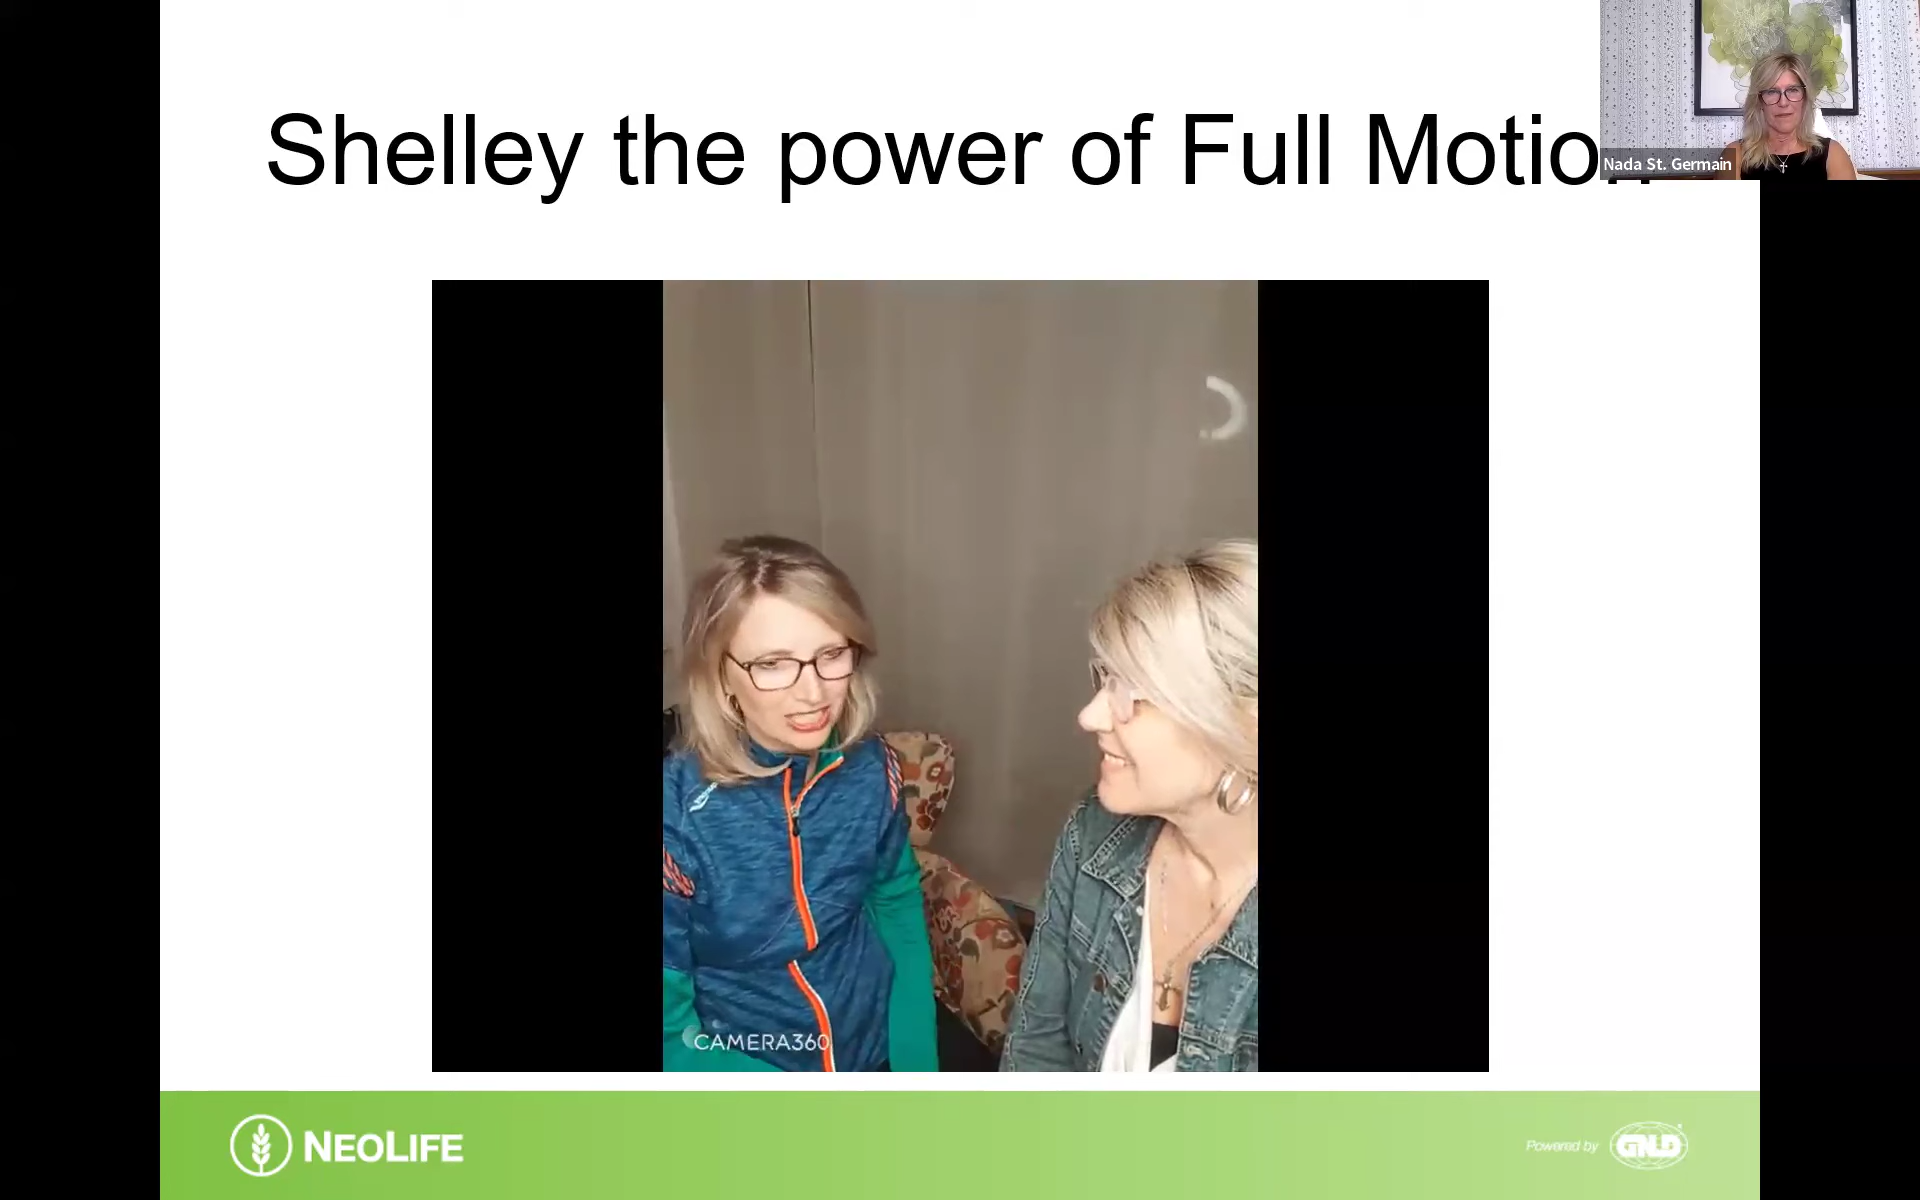 Shelley the power of Full Motion
Nada St. Germain
CAMERA360
NEOLIFE
Powered by GNLD